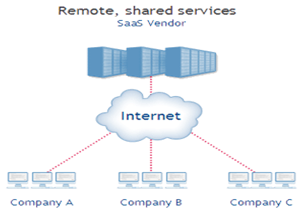 Remote, shared services
SaaS Vendor
Internet
Company A
Company B
Company C